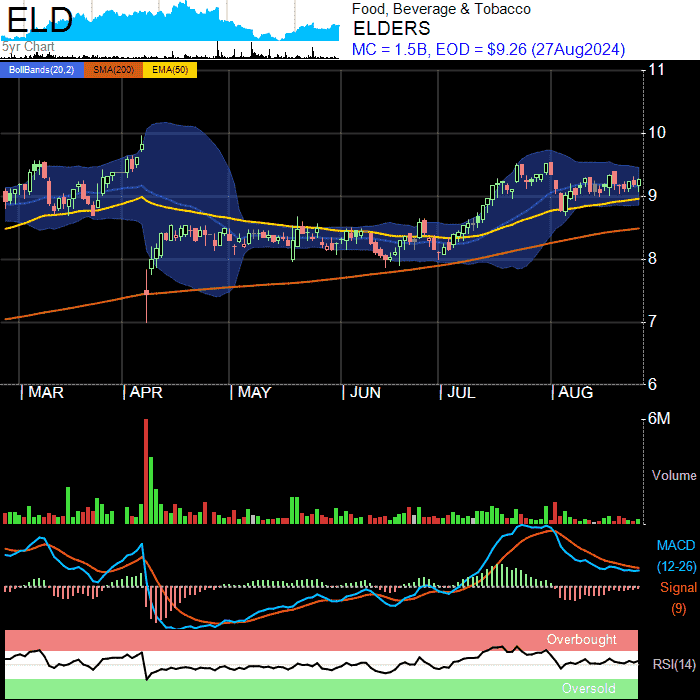 ELD
5yr Chart
Food, Beverage & Tobacco
ELDERS
MC = 1.5B, EOD = $9.26 (27Aug2024)
BollBands(20,2) SMA(200) EMA(50)
11
10
9
8
7
6
| MAR | APR | MAY | JUN | JUL | AUG
6M
Volume
MACD
(12-26)
Signal
(9)
Overbought
RSI(14)
Oversold